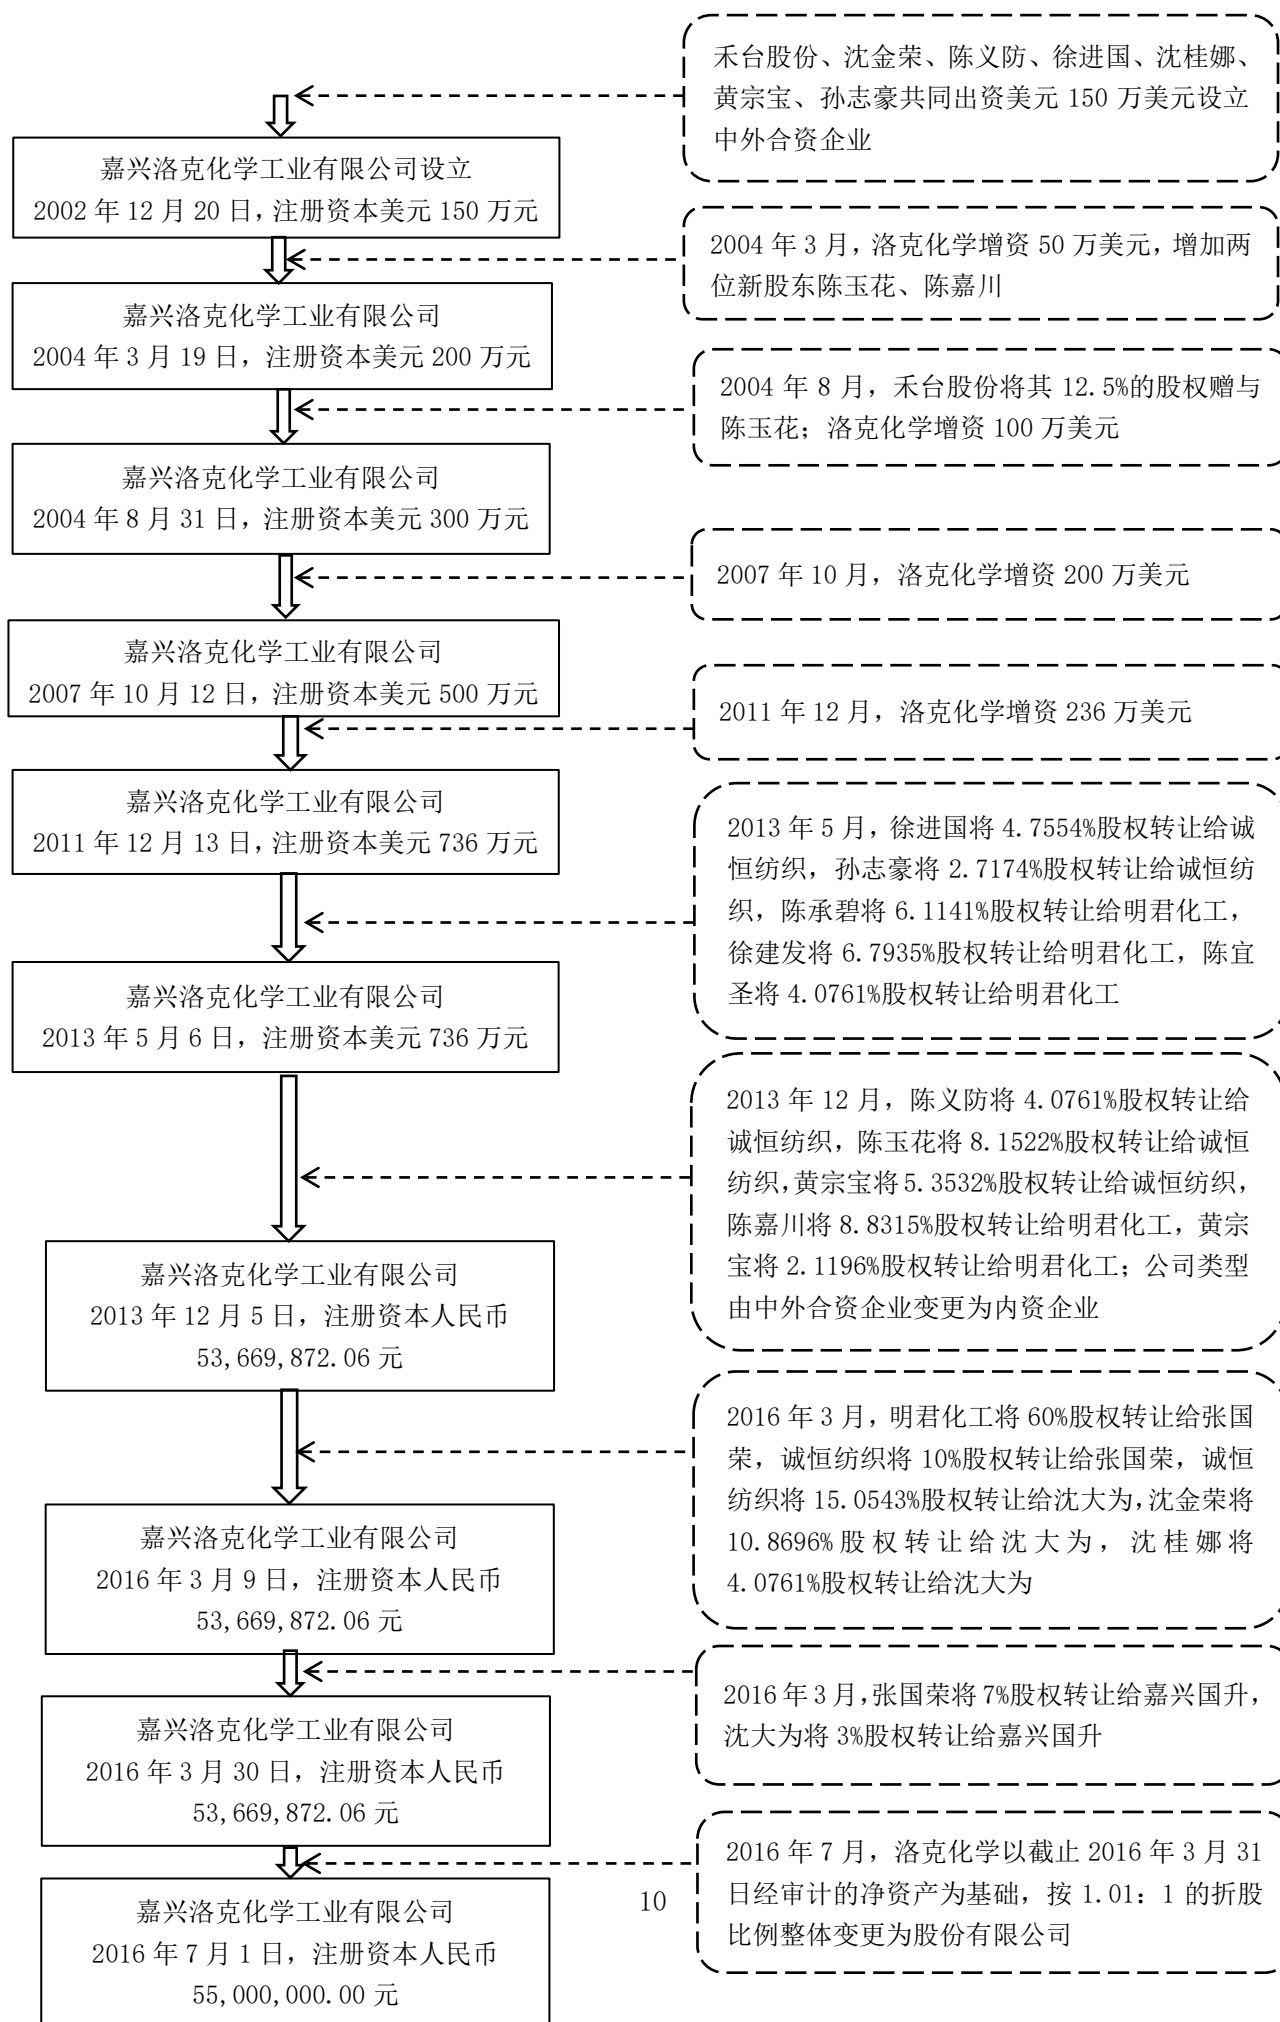 禾台股份、沈金荣、陈义防、徐进国、沈桂娜、
黄宗宝、孙志豪共同出资美元 150 万美元设立
中外合资企业
嘉兴洛克化学工业有限公司设立
2002 年 12 月 20 日，注册资本美元 150 万元
2004 年 3 月，洛克化学增资 50 万美元，增加两
位新股东陈玉花、陈嘉川
嘉兴洛克化学工业有限公司
2004 年 3 月 19 日，注册资本美元 200 万元
2004 年 8 月，禾台股份将其 12.5%的股权赠与
陈玉花；洛克化学增资 100 万美元
嘉兴洛克化学工业有限公司
2004 年 8 月 31 日，注册资本美元 300 万元
2007 年 10 月，洛克化学增资 200 万美元
嘉兴洛克化学工业有限公司
2007 年 10 月 12 日，注册资本美元 500 万元
2011 年 12 月，洛克化学增资 236 万美元
嘉兴洛克化学工业有限公司
2011 年 12 月 13 日，注册资本美元 736 万元
2013 年 5 月，徐进国将 4.7554%股权转让给诚
恒纺织，孙志豪将 2.7174%股权转让给诚恒纺
织，陈承碧将 6.1141%股权转让给明君化工，
徐建发将 6.7935%股权转让给明君化工，陈宜
圣将 4.0761%股权转让给明君化工
嘉兴洛克化学工业有限公司
2013 年 5 月 6 日，注册资本美元 736 万元
2013 年 12 月，陈义防将 4.0761%股权转让给
诚恒纺织，陈玉花将 8.1522%股权转让给诚恒
纺织,黄宗宝将 5.3532%股权转让给诚恒纺织，
陈嘉川将 8.8315%股权转让给明君化工，黄宗
宝将 2.1196%股权转让给明君化工；公司类型
由中外合资企业变更为内资企业
嘉兴洛克化学工业有限公司
2013 年 12 月 5 日，注册资本人民币
53,669,872.06 元
2016 年 3 月，明君化工将 60%股权转让给张国
荣，诚恒纺织将 10%股权转让给张国荣，诚恒
纺织将 15.0543%股权转让给沈大为,沈金荣将
10.8696%股权转让给沈大为，沈桂娜将
4.0761%股权转让给沈大为
嘉兴洛克化学工业有限公司
2016 年 3 月 9 日，注册资本人民币
53,669,872.06 元
2016 年 3 月,张国荣将 7%股权转让给嘉兴国升，
沈大为将 3%股权转让给嘉兴国升
嘉兴洛克化学工业有限公司
2016 年 3 月 30 日，注册资本人民币
53,669,872.06 元
2016 年 7 月，洛克化学以截止 2016 年 3 月 31
日经审计的净资产为基础，按 1.01：1 的折股
比例整体变更为股份有限公司
10
嘉兴洛克化学工业有限公司
2016 年 7 月 1 日，注册资本人民币
55,000,000.00 元